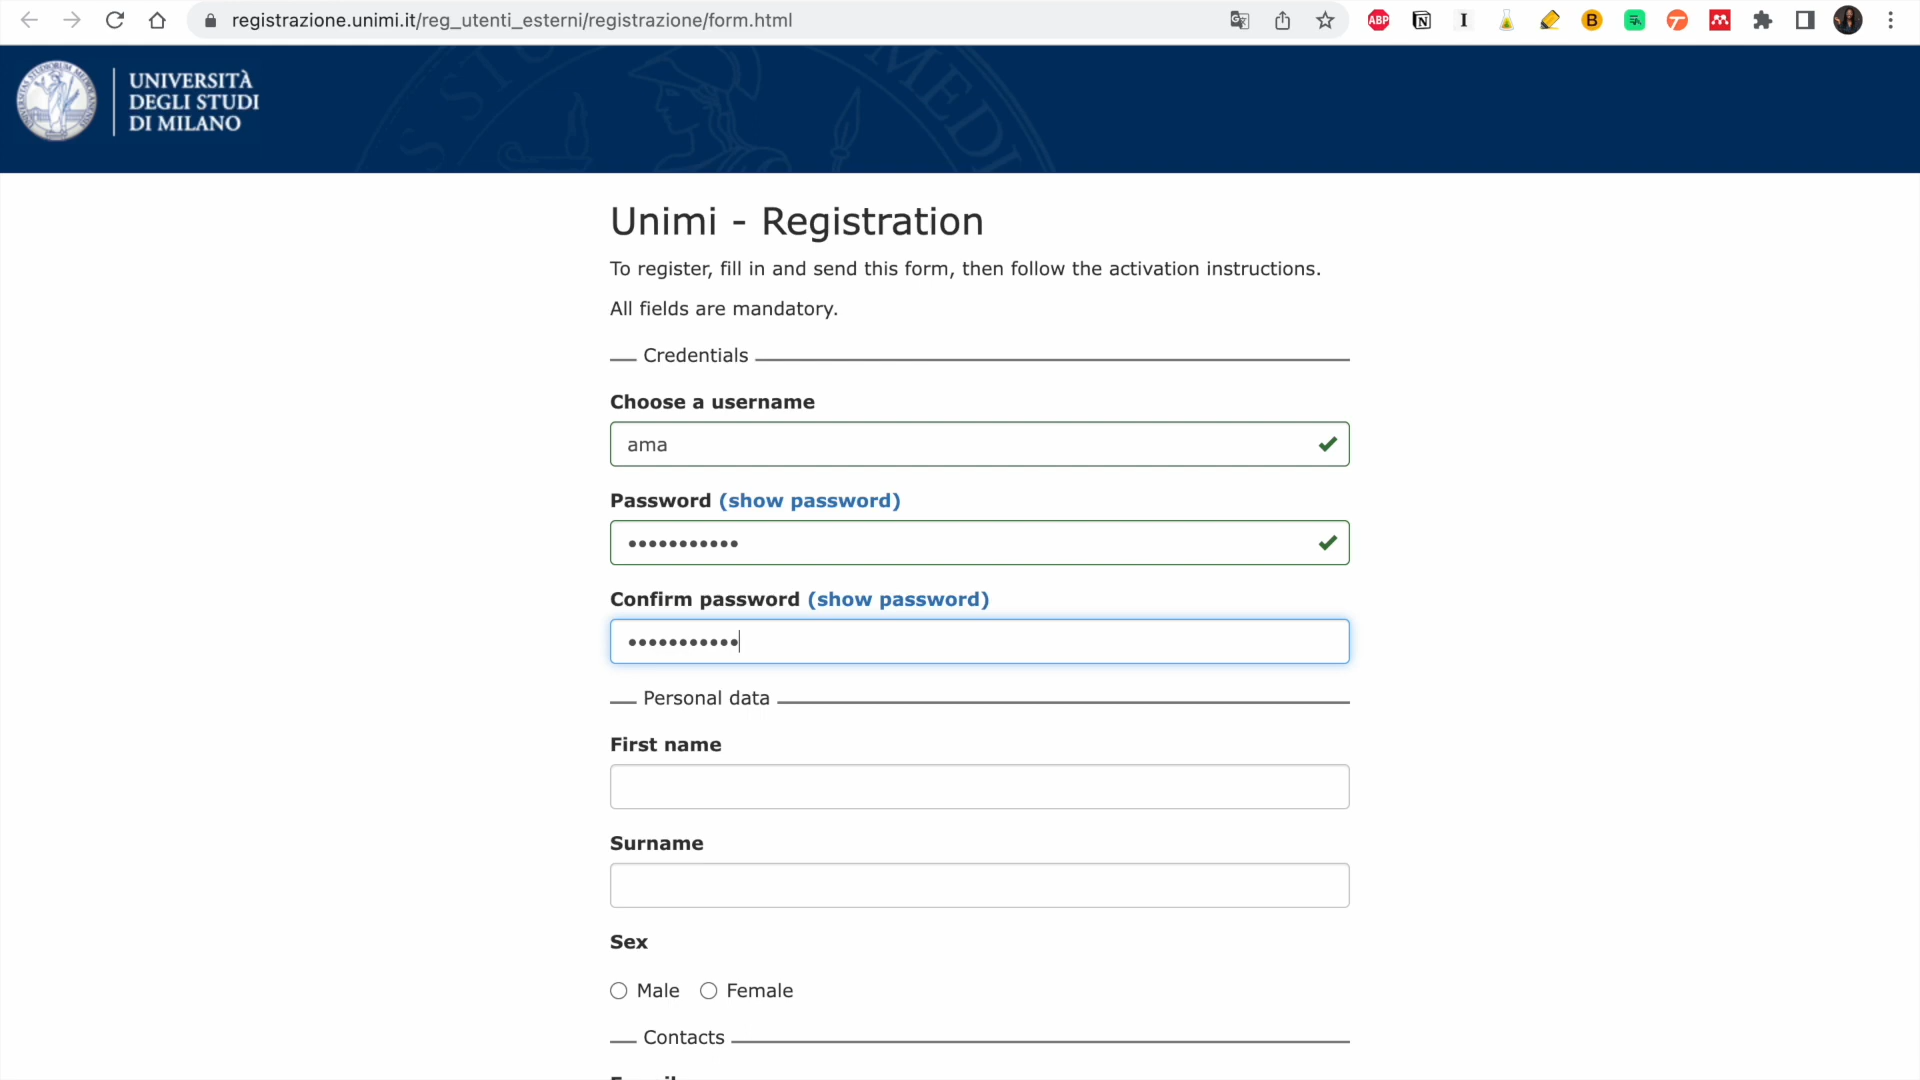 registrazione.unimi.it/reg_utenti_esterni/registrazione/form.html
ABP
N
I
B
UNIVERSITÀ
DEGLI STUDI
DI MILANO
Unimi - Registration
To register, fill in and send this form, then follow the activation instructions.
All fields are mandatory.
Credentials
Choose a username
ama
Password (show password)
•••••••••••
Confirm password (show password)
•••••••••••
Personal data
First name
Surname
Sex
Male Female
Contacts